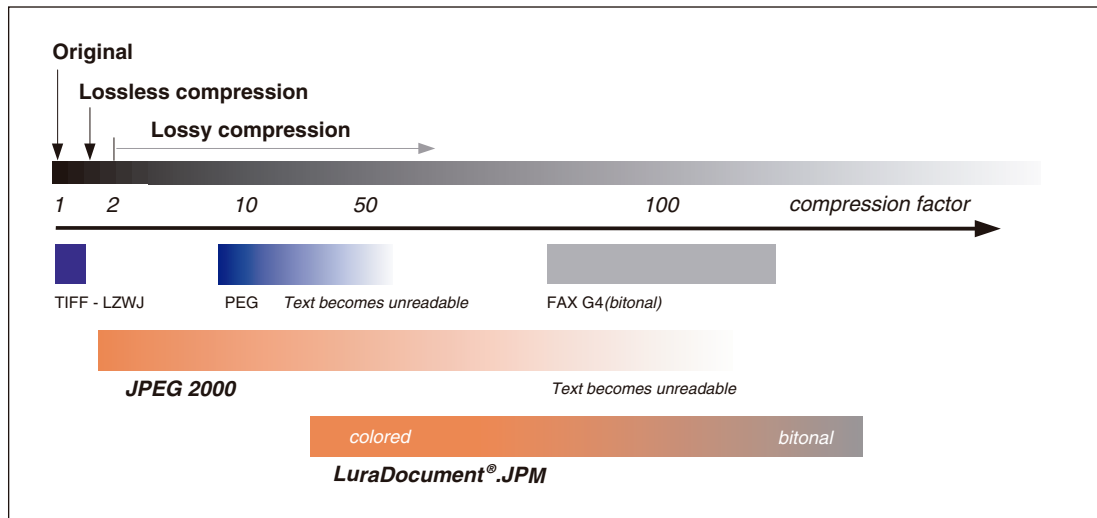 Original
Lossless compression
Lossy compression
1 2 10 50 100 compression factor
TIFF - LZWJ PEG Text becomes unreadable FAX G4(bitonal)
JPEG 2000 Text becomes unreadable
colored bitonal
LuraDocument®.JPM